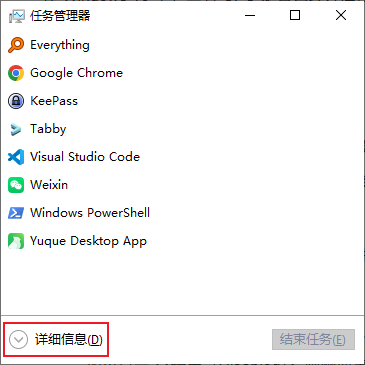 任务管理器
Everything
Google Chrome
KeePass
Tabby
Visual Studio Code
Weixin
Windows PowerShell
Yuque Desktop App
详细信息(D)
结束任务(E)